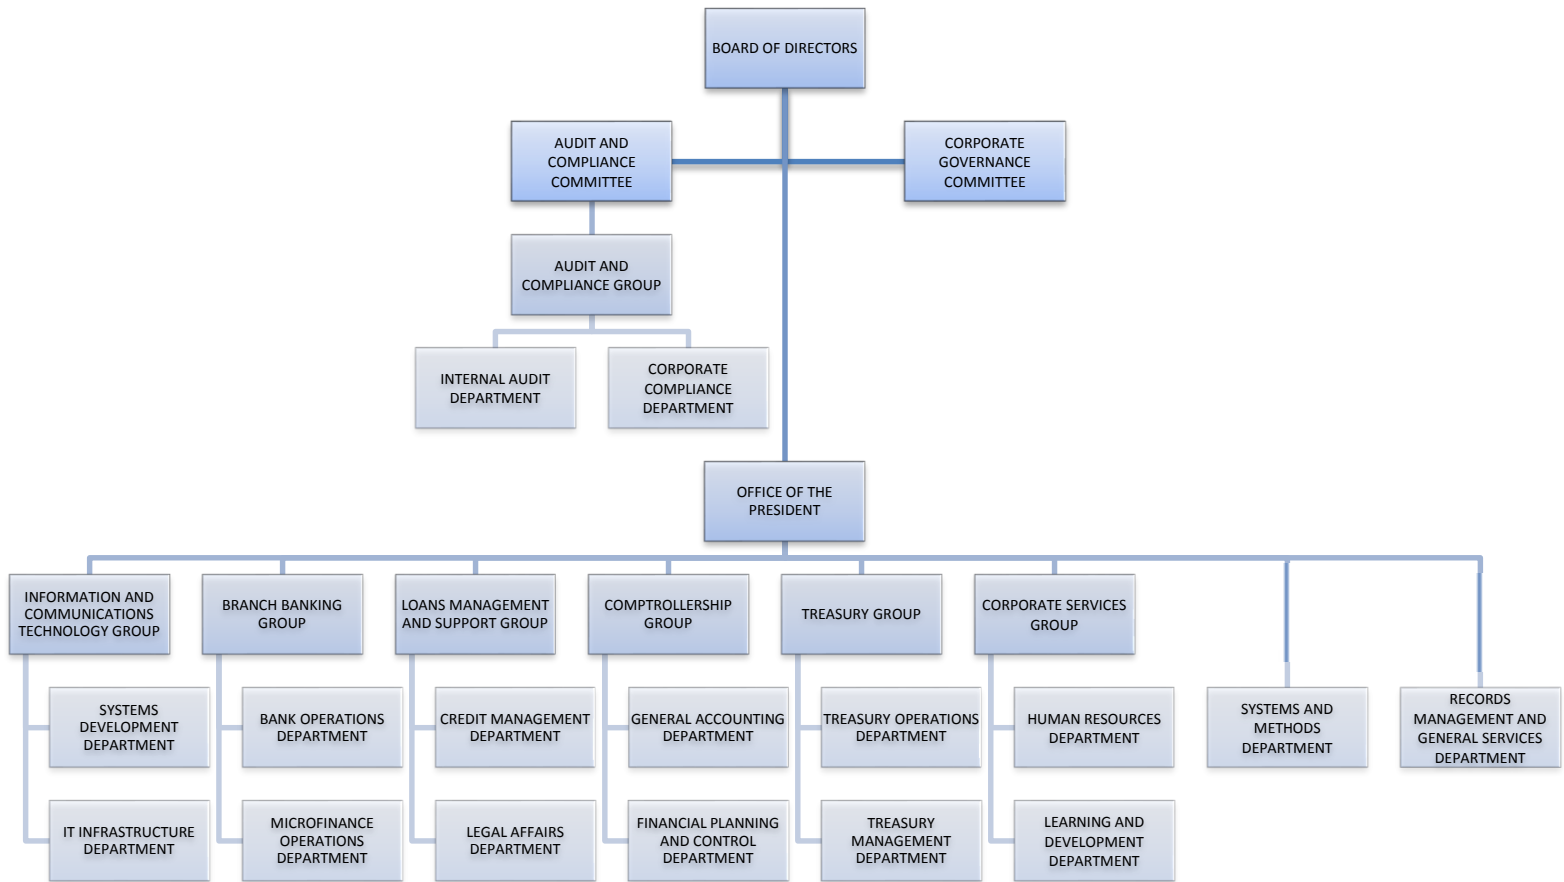 BOARD OF DIRECTORS
AUDIT AND
COMPLIANCE
COMMITTEE
CORPORATE
GOVERNANCE
COMMITTEE
AUDIT AND
COMPLIANCE GROUP
INTERNAL AUDIT
DEPARTMENT
CORPORATE
COMPLIANCE
DEPARTMENT
OFFICE OF THE
PRESIDENT
INFORMATION AND
COMMUNICATIONS
TECHNOLOGY GROUP
BRANCH BANKING
GROUP
LOANS MANAGEMENT
AND SUPPORT GROUP
COMPTROLLERSHIP
GROUP
TREASURY GROUP
CORPORATE SERVICES
GROUP
SYSTEMS
DEVELOPMENT
DEPARTMENT
BANK OPERATIONS
DEPARTMENT
CREDIT MANAGEMENT
DEPARTMENT
GENERAL ACCOUNTING
DEPARTMENT
TREASURY OPERATIONS
DEPARTMENT
HUMAN RESOURCES
DEPARTMENT
SYSTEMS AND
METHODS
DEPARTMENT
RECORDS
MANAGEMENT AND
GENERAL SERVICES
DEPARTMENT
IT INFRASTRUCTURE
DEPARTMENT
MICROFINANCE
OPERATIONS
DEPARTMENT
LEGAL AFFAIRS
DEPARTMENT
FINANCIAL PLANNING
AND CONTROL
DEPARTMENT
TREASURY
MANAGEMENT
DEPARTMENT
LEARNING AND
DEVELOPMENT
DEPARTMENT